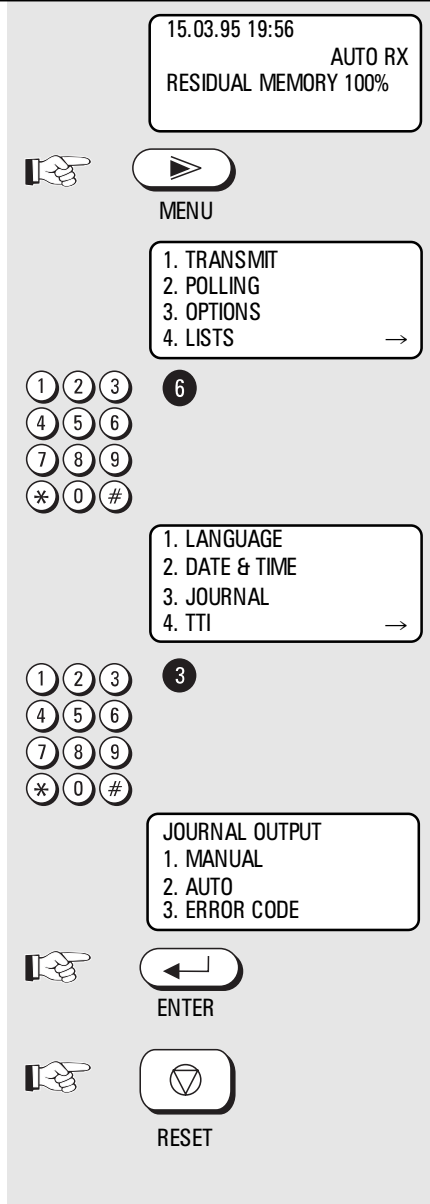 15.03.95 19:56
AUTO RX
RESIDUAL MEMORY 100%
MENU
1. TRANSMIT
2. POLLING
3. OPTIONS
4. LISTS →
1 2 3 6
4 5 6
7 8 9
* 0 #
1. LANGUAGE
2. DATE & TIME
3. JOURNAL
4. TTI →
1 2 3 3
4 5 6
7 8 9
* 0 #
JOURNAL OUTPUT
1. MANUAL
2. AUTO
3. ERROR CODE
ENTER
RESET